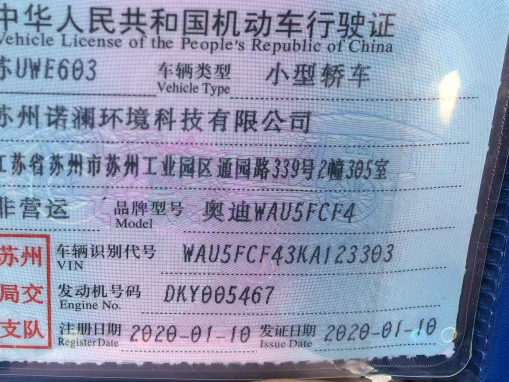 中华人民共和国机动车行驶证
Vehicle License of the People's Republic of China
苏UWE603 车辆类型 小型轿车
Vehicle Type
苏州诺澜环境科技有限公司
江苏省苏州市苏州工业园区通园路339号2幢305室
非营运 品牌型号 奥迪WAU5FCF4
Model
苏州 车辆识别代号 WAU5FCF43KA123303
VIN
局交 发动机号码 DKY005467
Engine No.
支队 注册日期 2020-01-10 发证日期 2020-01-10
Register Date Issue Date